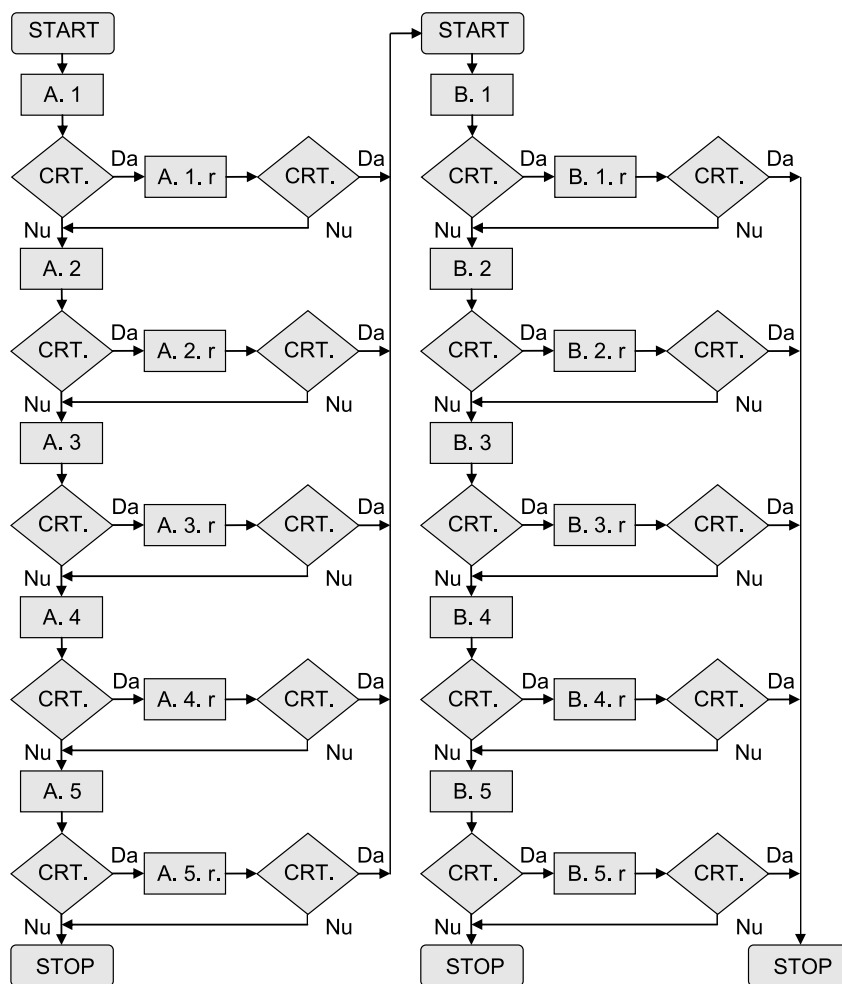 START
START
A. 1
B. 1
CRT.
Da
A. 1. r
CRT.
Da
CRT.
Da
B. 1. r
CRT.
Da
Nu
Nu
Nu
Nu
A. 2
B. 2
CRT.
Da
A. 2. r
CRT.
Da
CRT.
Da
B. 2. r
CRT.
Da
Nu
Nu
Nu
Nu
A. 3
B. 3
CRT.
Da
A. 3. r
CRT.
Da
CRT.
Da
B. 3. r
CRT.
Da
Nu
Nu
Nu
Nu
A. 4
B. 4
CRT.
Da
A. 4. r
CRT.
Da
CRT.
Da
B. 4. r
CRT.
Da
Nu
Nu
Nu
Nu
A. 5
B. 5
CRT.
Da
A. 5. r.
CRT.
Da
CRT.
Da
B. 5. r
CRT.
Da
Nu
Nu
Nu
Nu
STOP
STOP
STOP